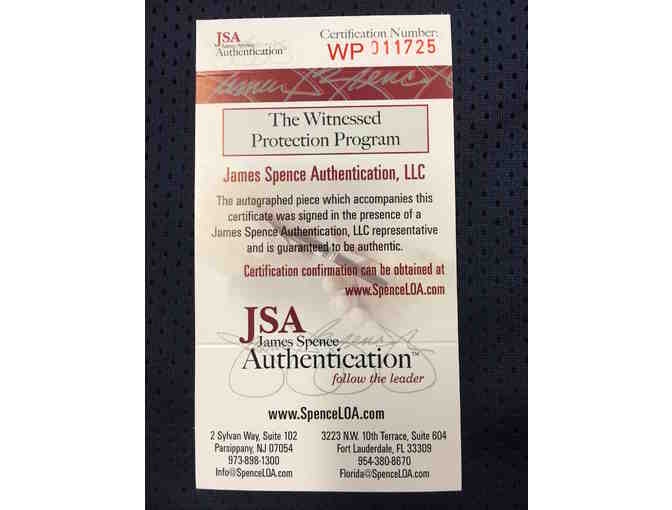 JSA
James Spence
Authentication™
Certification Number:
WP 011725
James Spence
The Witnessed
Protection Program
James Spence Authentication, LLC
The autographed piece which accompanies this
certificate was signed in the presence of a
James Spence Authentication, LLC representative
and is guaranteed to be authentic.
Certification confirmation can be obtained at
www.SpenceLOA.com
JSA
James Spence
Authentication™
follow the leader
www.SpenceLOA.com
2 Sylvan Way, Suite 102
Parsippany, NJ 07054
973-898-1300
Info@SpenceLOA.com
3223 N.W. 10th Terrace, Suite 604
Fort Lauderdale, FL 33309
954-380-8670
Florida@SpenceLOA.com